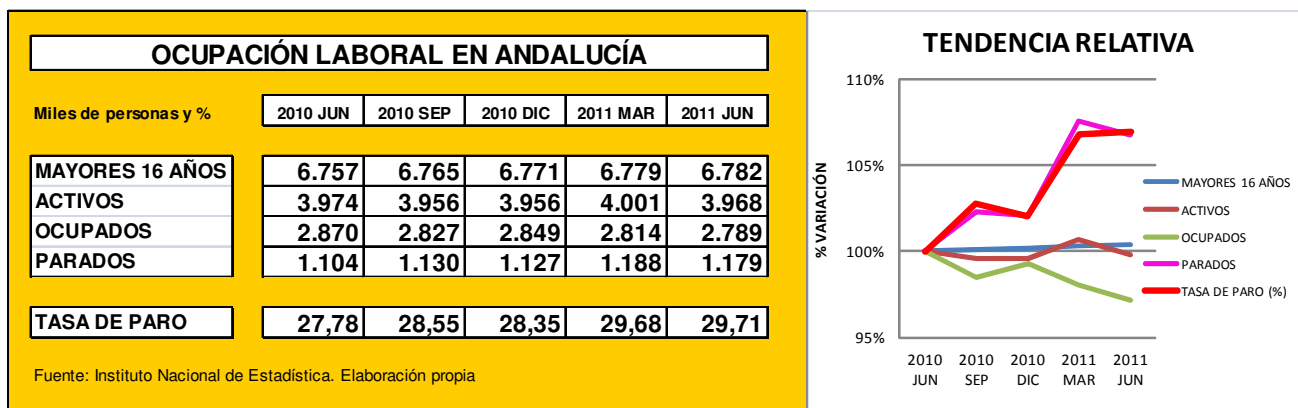 OCUPACIÓN LABORAL EN ANDALUCÍA
Miles de personas y % 2010 JUN 2010 SEP 2010 DIC 2011 MAR 2011 JUN
MAYORES 16 AÑOS 6.757 6.765 6.771 6.779 6.782
ACTIVOS 3.974 3.956 3.956 4.001 3.968
OCUPADOS 2.870 2.827 2.849 2.814 2.789
PARADOS 1.104 1.130 1.127 1.188 1.179
TASA DE PARO 27,78 28,55 28,35 29,68 29,71
Fuente: Instituto Nacional de Estadística. Elaboración propia
TENDENCIA RELATIVA
% VARIACIÓN
110%
105%
100%
95%
2010 2010 2010 2011 2011
JUN SEP DIC MAR JUN
MAYORES 16 AÑOS
ACTIVOS
OCUPADOS
PARADOS
TASA DE PARO (%)